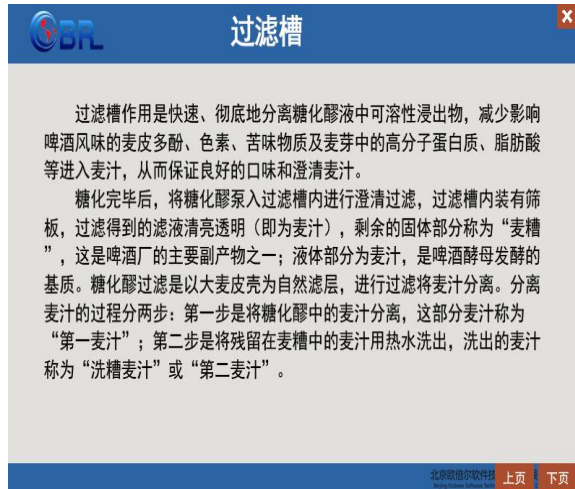 OBRL
过滤槽
X
过滤槽作用是快速、彻底地分离糖化醪液中可溶性浸出物，减少影响
啤酒风味的麦皮多酚、色素、苦味物质及麦芽中的高分子蛋白质、脂肪酸
等进入麦汁，从而保证良好的口味和澄清麦汁。
糖化完毕后，将糖化醪泵入过滤槽内进行澄清过滤，过滤槽内装有筛
板，过滤得到的滤液清亮透明（即为麦汁），剩余的固体部分称为“麦糟
”，这是啤酒厂的主要副产物之一；液体部分为麦汁，是啤酒酵母发酵的
基质。糖化醪过滤是以大麦皮壳为自然滤层，进行过滤将麦汁分离。分离
麦汁的过程分两步：第一步是将糖化醪中的麦汁分离，这部分麦汁称为
“第一麦汁”；第二步是将残留在麦糟中的麦汁用热水洗出，洗出的麦汁
称为“洗糟麦汁”或“第二麦汁”。
北京欧倍尔软件技
上页
下页